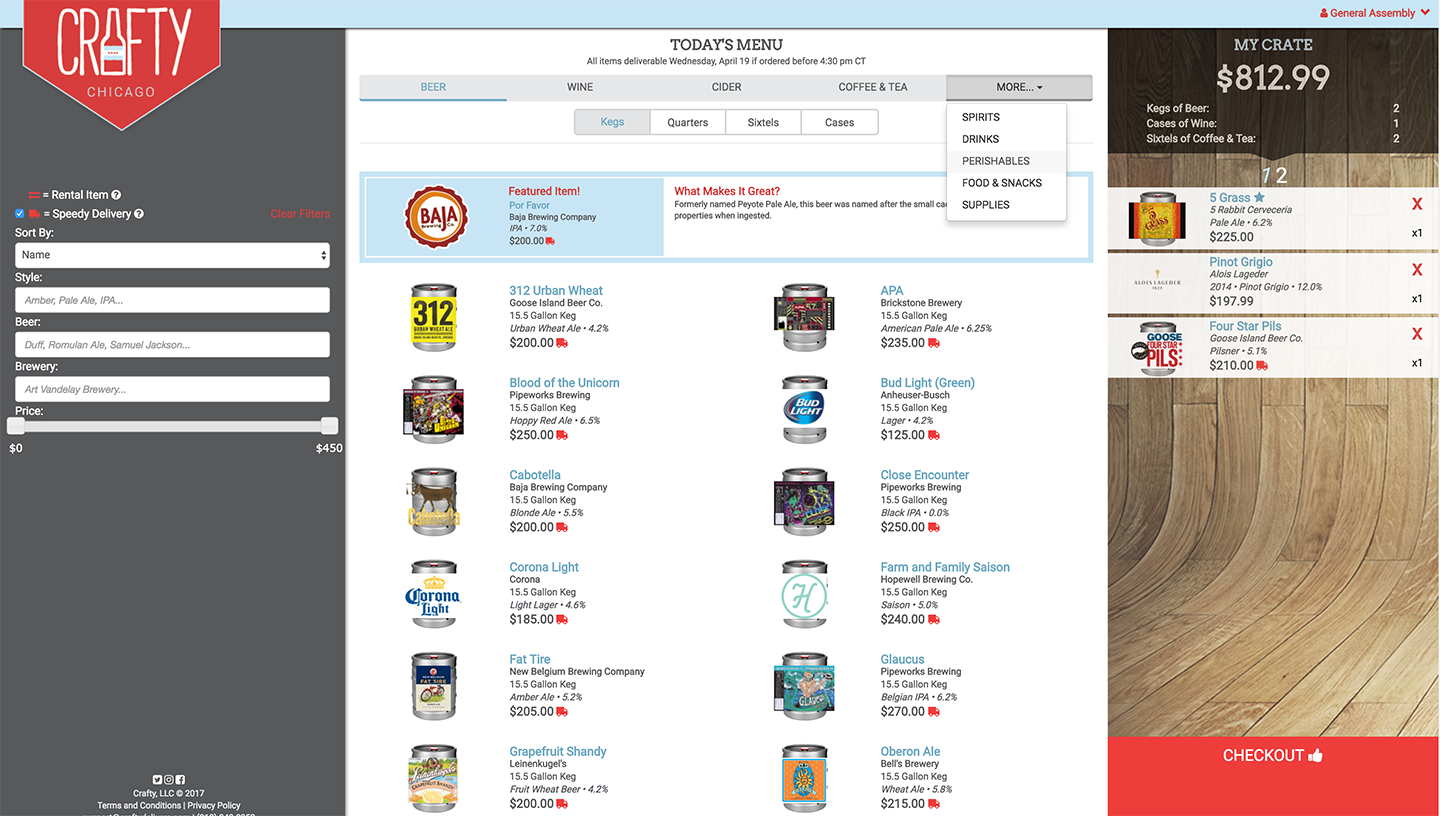 General Assembly
CRAFTY
CHICAGO
= Rental Item
= Speedy Delivery
Clear Filters
Sort By:
Name
Style:
Amber, Pale Ale, IPA...
Beer:
Duff, Romulan Ale, Samuel Jackson...
Brewery:
Art Vandelay Brewery...
Price:
$0
$450
Crafty, LLC © 2017
Terms and Conditions | Privacy Policy
TODAY'S MENU
All items deliverable Wednesday, April 19 if ordered before 4:30 pm CT
BEER
WINE
CIDER
COFFEE & TEA
MORE...
Kegs
Quarters
Sixtels
Cases
SPIRITS
DRINKS
PERISHABLES
FOOD & SNACKS
SUPPLIES
BAJA
Brewing Co.
Featured Item!
Por Favor
Baja Brewing Company
IPA • 7.0%
$200.00
What Makes It Great?
Formerly named Peyote Pale Ale, this beer was named after the small
properties when ingested.
312
URBAN WHEAT ALE
312 Urban Wheat
Goose Island Beer Co.
15.5 Gallon Keg
Urban Wheat Ale • 4.2%
$200.00
APA
Brickstone Brewery
15.5 Gallon Keg
American Pale Ale • 6.25%
$235.00
Blood of the Unicorn
Pipeworks Brewing
15.5 Gallon Keg
Hoppy Red Ale • 6.5%
$250.00
BUD
LIGHT
Bud Light (Green)
Anheuser-Busch
15.5 Gallon Keg
Lager • 4.2%
$125.00
Cabotella
Cabotella
Baja Brewing Company
15.5 Gallon Keg
Blonde Ale • 5.5%
$200.00
Close Encounter
Pipeworks Brewing
15.5 Gallon Keg
Black IPA • 0.0%
$250.00
Corona
Light
Corona Light
Corona
15.5 Gallon Keg
Light Lager • 4.6%
$185.00
H
Farm and Family Saison
Hopewell Brewing Co.
15.5 Gallon Keg
Saison • 5.0%
$240.00
NEW BELGIUM
FAT TIRE
Fat Tire
New Belgium Brewing Company
15.5 Gallon Keg
Amber Ale • 5.2%
$205.00
GLAUCUS
Glaucus
Pipeworks Brewing
15.5 Gallon Keg
Belgian IPA • 6.2%
$270.00
Leinenkugel's
GRAPEFRUIT SHANDY
Grapefruit Shandy
Leinenkugel's
15.5 Gallon Keg
Fruit Wheat Beer • 4.2%
$200.00
Oberon Ale
Bell's Brewery
15.5 Gallon Keg
Wheat Ale • 5.8%
$215.00
MY CRATE
$812.99
Kegs of Beer: 2
Cases of Wine: 1
Sixtels of Coffee & Tea: 2
1 2
5 GRASS
5 Grass
5 Rabbit Cerveceria
Pale Ale • 6.2%
$225.00
X
x1
ALOIS LAGEDER
1823
Pinot Grigio
Alois Lageder
2014 • Pinot Grigio • 12.0%
$197.99
X
x1
GOOSE
FOUR STAR
PILS
Four Star Pils
Goose Island Beer Co.
Pilsner • 5.1%
$210.00
X
x1
CHECKOUT